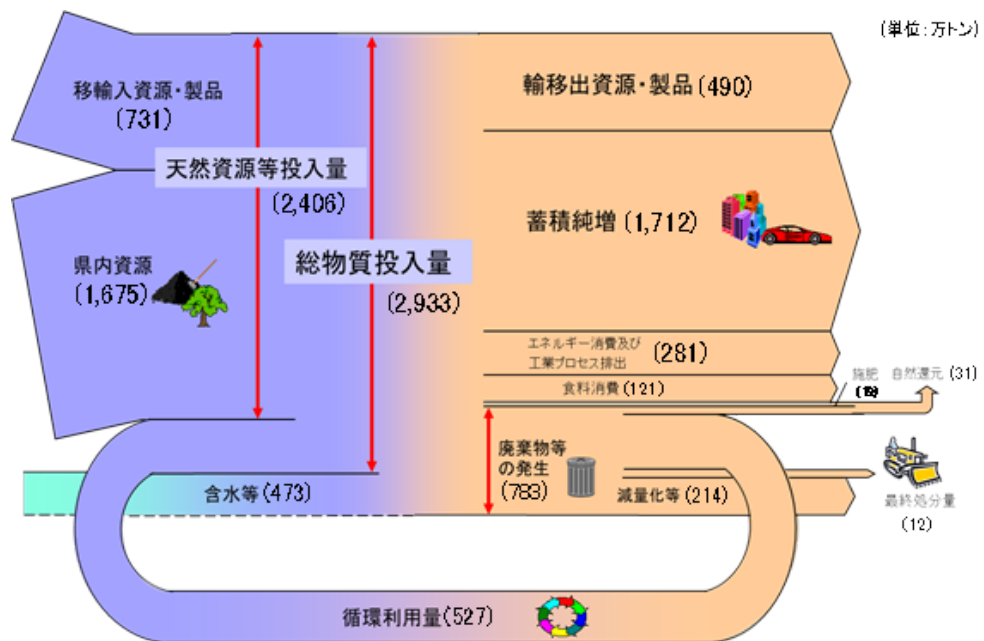 (単位:万トン)
移輸入資源・製品
(731)
輸移出資源・製品(490)
天然資源等投入量
(2,406)
蓄積純増(1,712)
県内資源
(1,675)
総物質投入量
(2,933)
エネルギー消費及び
工業プロセス排出
(281)
食料消費(121)
施肥
自然還元(31)
廃棄物等
の発生
(783)
含水等(473)
減量化等(214)
最終処分量
(12)
循環利用量(527)